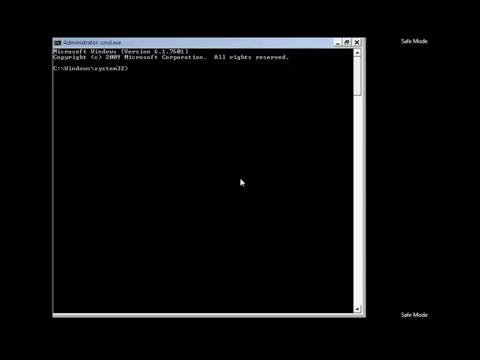 Safe Mode
Administrator: cmd.exe
Microsoft Windows [Version 6.1.7601]
Copyright (c) 2009 Microsoft Corporation.  All rights reserved.
C:\Windows\system32>
Safe Mode